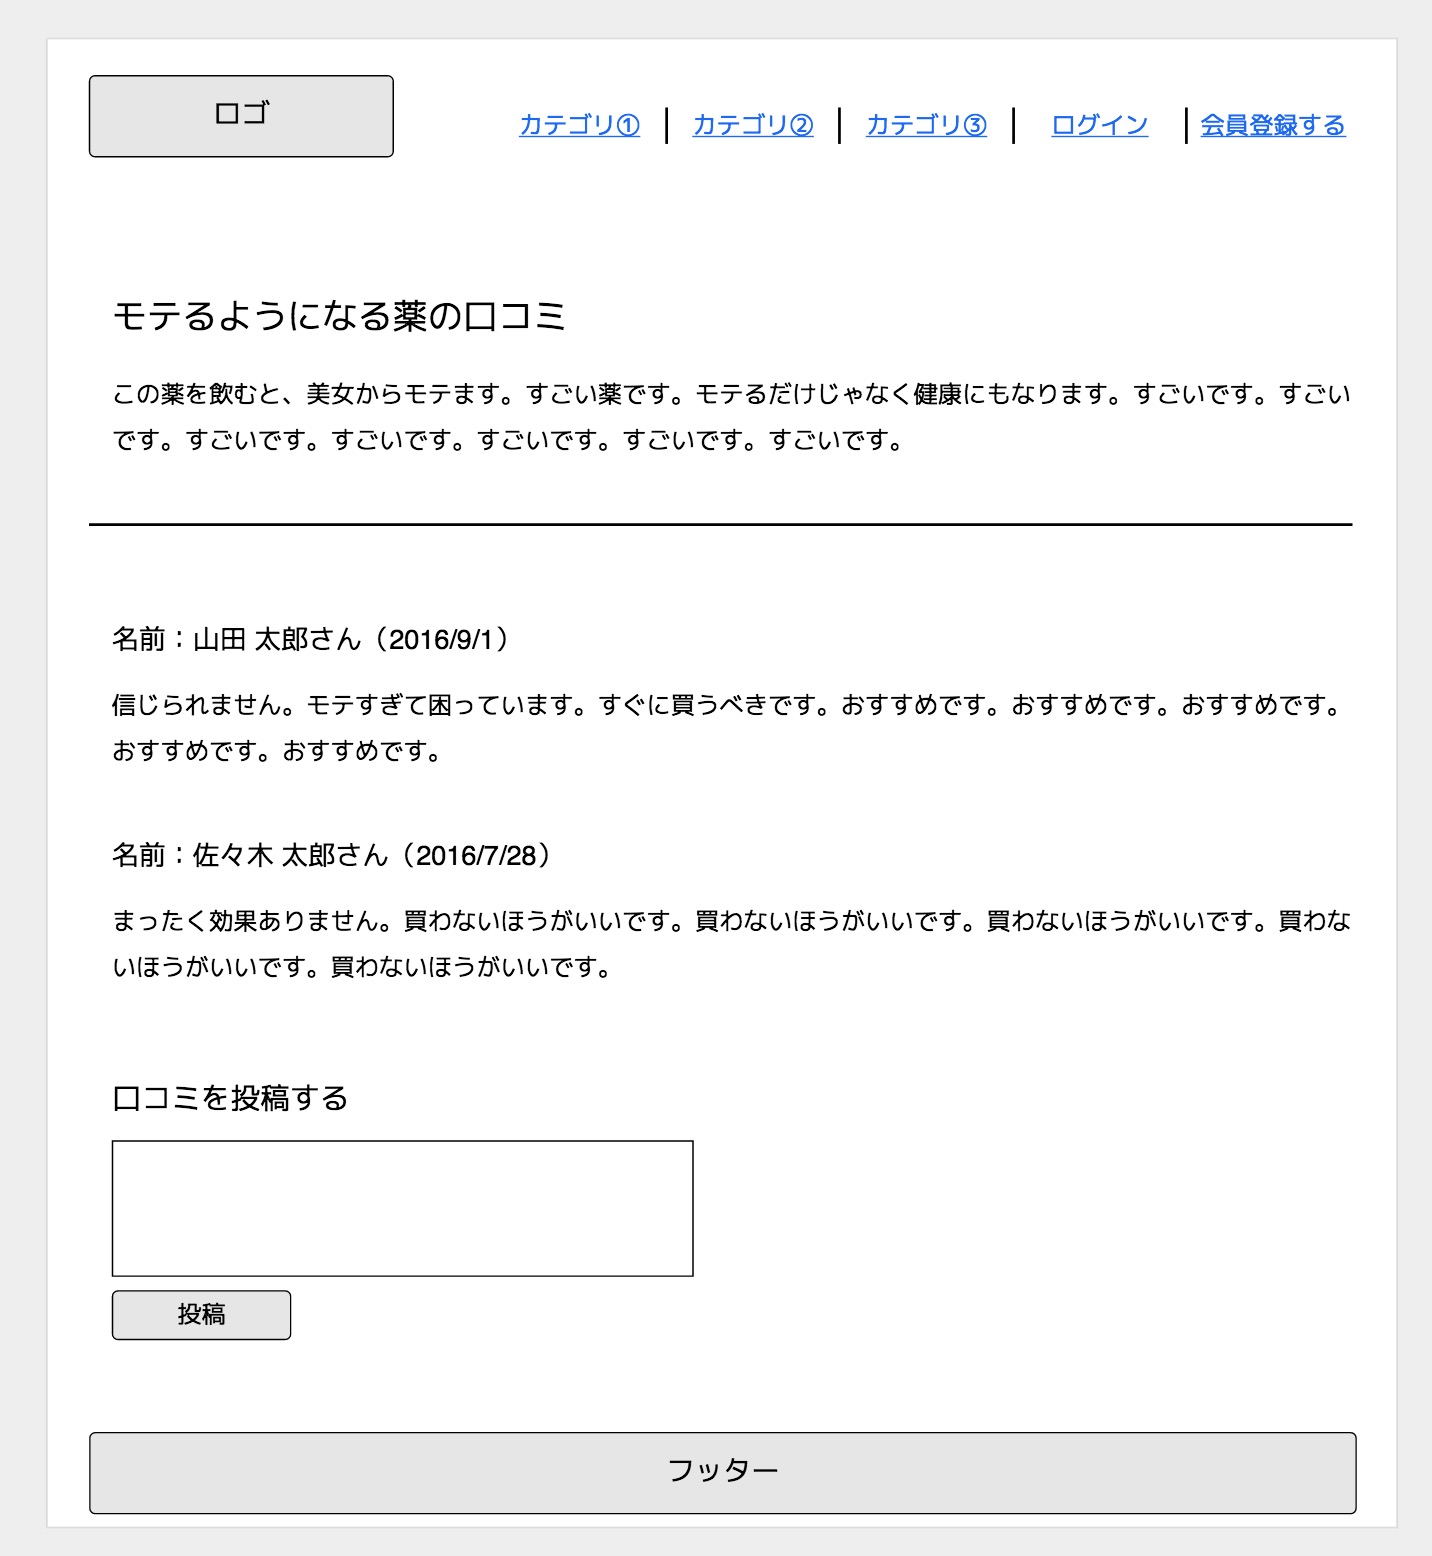 ロゴ
カテゴリ① カテゴリ② カテゴリ③ ログイン 会員登録する
モテるようになる薬の口コミ
この薬を飲むと、美女からモテます。すごい薬です。モテるだけじゃなく健康にもなります。すごいです。すごい
です。すごいです。すごいです。すごいです。すごいです。すごいです。
名前：山田 太郎さん（2016/9/1）
信じられません。モテすぎて困っています。すぐに買うべきです。おすすめです。おすすめです。おすすめです。
おすすめです。おすすめです。
名前：佐々木 太郎さん（2016/7/28）
まったく効果ありません。買わないほうがいいです。買わないほうがいいです。買わないほうがいいです。買わな
いほうがいいです。買わないほうがいいです。
口コミを投稿する
投稿
フッター